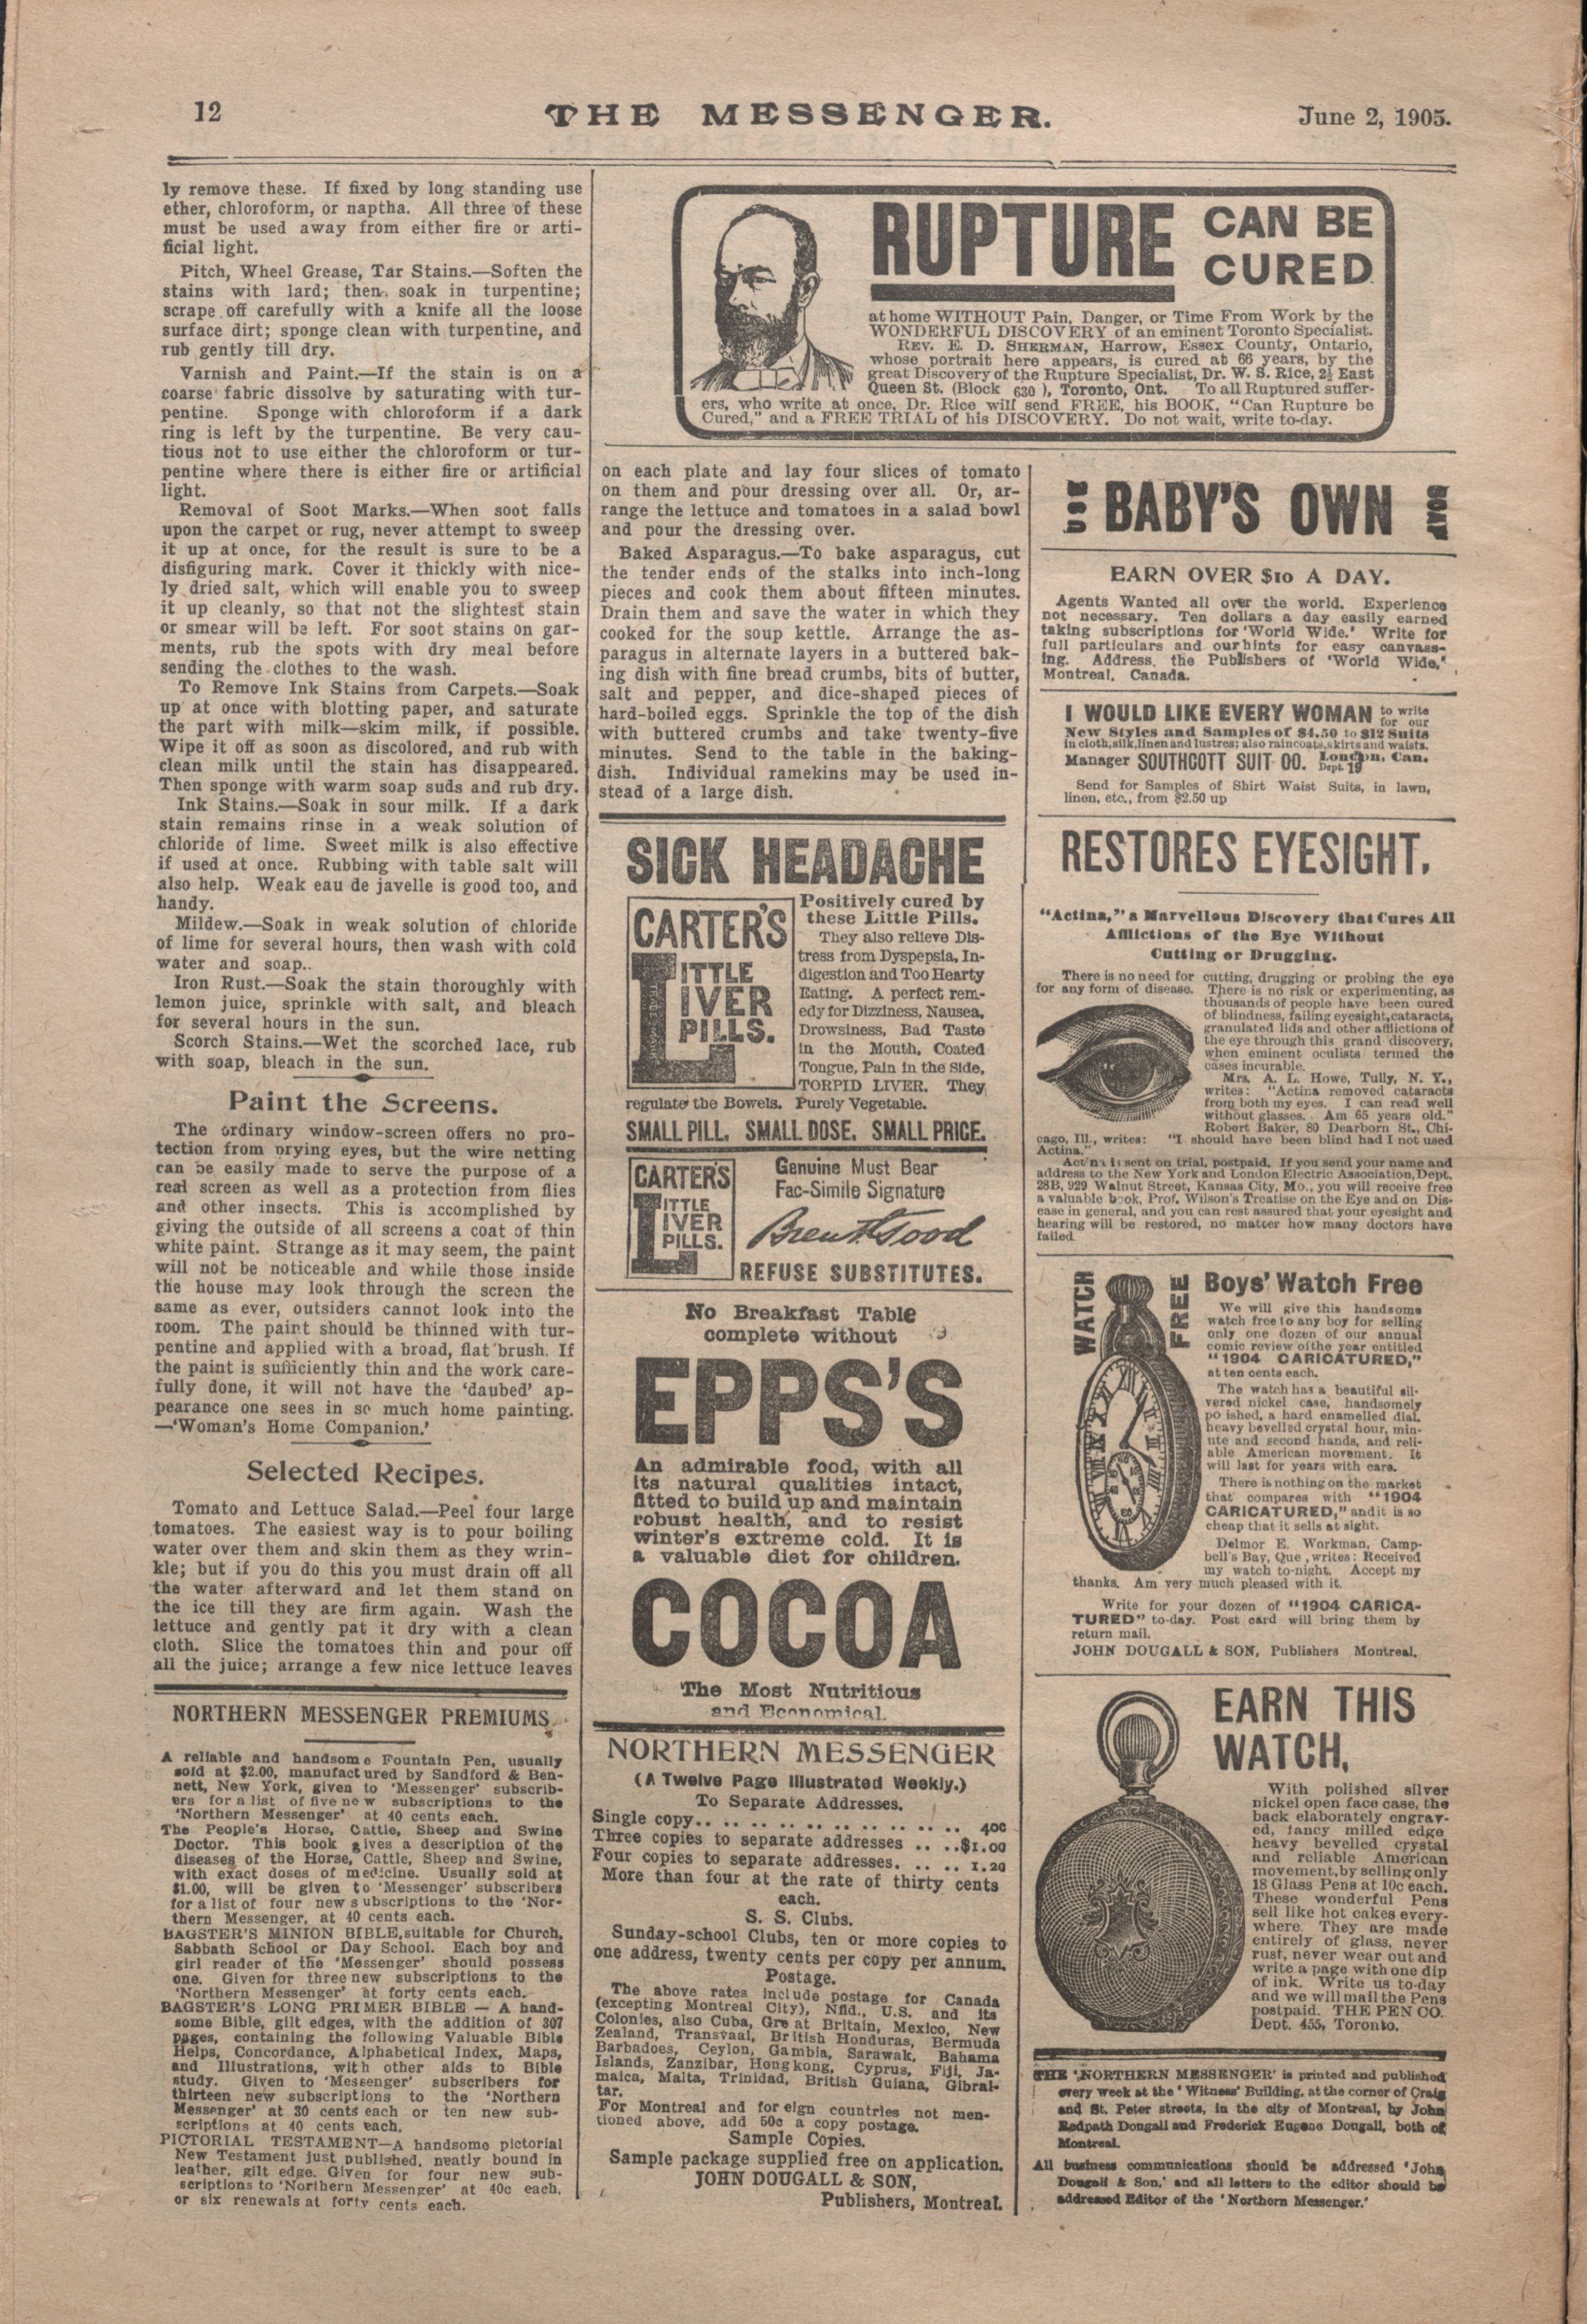 12
THE MESSENGER.
June 2, 1905.
ly remove these. If fixed by long standing use
ether, chloroform, or naptha. All three of these
must be used away from either fire or arti-
ficial light.
Pitch, Wheel Grease, Tar Stains.—Soften the
stains with lard; then soak in turpentine;
scrape off carefully with a knife all the loose
surface dirt; sponge clean with turpentine, and
rub gently till dry.
Varnish and Paint.—If the stain is on a
coarse fabric dissolve by saturating with tur-
pentine. Sponge with chloroform if a dark
ring is left by the turpentine. Be very cau-
tious not to use either the chloroform or tur-
pentine where there is either fire or artificial
light.
Removal of Soot Marks.—When soot falls
upon the carpet or rug, never attempt to sweep
it up at once, for the result is sure to be a
disfiguring mark. Cover it thickly with nice-
ly dried salt, which will enable you to sweep
it up cleanly, so that not the slightest stain
or smear will be left. For soot stains on gar-
ments, rub the spots with dry meal before
sending the clothes to the wash.
To Remove Ink Stains from Carpets.—Soak
up at once with blotting paper, and saturate
the part with milk—skim milk, if possible.
Wipe it off as soon as discolored, and rub with
clean milk until the stain has disappeared.
Then sponge with warm soap suds and rub dry.
Ink Stains.—Soak in sour milk. If a dark
stain remains rinse in a weak solution of
chloride of lime. Sweet milk is also effective
if used at once. Rubbing with table salt will
also help. Weak eau de javelle is good too, and
handy.
Mildew.—Soak in weak solution of chloride
of lime for several hours, then wash with cold
water and soap..
Iron Rust.—Soak the stain thoroughly with
lemon juice, sprinkle with salt, and bleach
for several hours in the sun.
Scorch Stains.—Wet the scorched lace, rub
with soap, bleach in the sun.
Paint the Screens.
The ordinary window-screen offers no pro-
tection from prying eyes, but the wire netting
can be easily made to serve the purpose of a
real screen as well as a protection from flies
and other insects. This is accomplished by
giving the outside of all screens a coat of thin
white paint. Strange as it may seem, the paint
will not be noticeable and while those inside
the house may look through the screen the
same as ever, outsiders cannot look into the
room. The paint should be thinned with tur-
pentine and applied with a broad, flat brush. If
the paint is sufficiently thin and the work care-
fully done, it will not have the 'daubed' ap-
pearance one sees in so much home painting.
—'Woman's Home Companion.'
Selected Recipes.
Tomato and Lettuce Salad.—Peel four large
tomatoes. The easiest way is to pour boiling
water over them and skin them as they wrin-
kle; but if you do this you must drain off all
the water afterward and let them stand on
the ice till they are firm again. Wash the
lettuce and gently pat it dry with a clean
cloth. Slice the tomatoes thin and pour off
all the juice; arrange a few nice lettuce leaves
NORTHERN MESSENGER PREMIUMS.
A reliable and handsome Fountain Pen, usually
sold at $2.00, manufactured by Sandford & Ben-
nett, New York, given to 'Messenger' subscrib-
ers for a list of five new subscriptions to the
'Northern Messenger' at 40 cents each.
The People's Horse, Cattle, Sheep and Swine
Doctor. This book gives a description of the
diseases of the Horse, Cattle, Sheep and Swine,
with exact doses of medicine. Usually sold at
$1.00, will be given to 'Messenger' subscribers
for a list of four new subscriptions to the 'Nor-
thern Messenger, at 40 cents each.
BAGSTER'S MINION BIBLE, suitable for Church,
Sabbath School or Day School. Each boy and
girl reader of the 'Messenger' should possess
one. Given for three new subscriptions to the
'Northern Messenger' at forty cents each.
BAGSTER'S LONG PRIMER BIBLE — A hand-
some Bible, gilt edges, with the addition of 307
pages, containing the following Valuable Bible
Helps, Concordance, Alphabetical Index, Maps,
and Illustrations, with other aids to Bible
study. Given to 'Messenger' subscribers for
thirteen new subscriptions to the 'Northern
Messenger' at 30 cents each or ten new sub-
scriptions at 40 cents each.
PICTORIAL TESTAMENT—A handsome pictorial
New Testament just published, neatly bound in
leather, gilt edge. Given for four new sub-
scriptions to 'Northern Messenger' at 40c each,
or six renewals at forty cents each.
RUPTURE CAN BE
CURED
at home WITHOUT Pain, Danger, or Time From Work by the
WONDERFUL DISCOVERY of an eminent Toronto Specialist.
REV. E. D. SHERMAN, Harrow, Essex County, Ontario,
whose portrait here appears, is cured at 66 years, by the
great Discovery of the Rupture Specialist, Dr. W. S. Rice, 2½ East
Queen St. (Block 630), Toronto, Ont. To all Ruptured suffer-
ers, who write at once, Dr. Rice will send FREE, his BOOK, "Can Rupture be
Cured," and a FREE TRIAL of his DISCOVERY. Do not wait, write to-day.
on each plate and lay four slices of tomato
on them and pour dressing over all. Or, ar-
range the lettuce and tomatoes in a salad bowl
and pour the dressing over.
Baked Asparagus.—To bake asparagus, cut
the tender ends of the stalks into inch-long
pieces and cook them about fifteen minutes.
Drain them and save the water in which they
cooked for the soup kettle. Arrange the as-
paragus in alternate layers in a buttered bak-
ing dish with fine bread crumbs, bits of butter,
salt and pepper, and dice-shaped pieces of
hard-boiled eggs. Sprinkle the top of the dish
with buttered crumbs and take twenty-five
minutes. Send to the table in the baking-
dish. Individual ramekins may be used in-
stead of a large dish.
SICK HEADACHE
CARTER'S
LITTLE
LIVER
PILLS.
Positively cured by
these Little Pills.
They also relieve Dis-
tress from Dyspepsia, In-
digestion and Too Hearty
Eating. A perfect rem-
edy for Dizziness, Nausea,
Drowsiness, Bad Taste
in the Mouth, Coated
Tongue, Pain in the Side,
TORPID LIVER. They
regulate the Bowels. Purely Vegetable.
SMALL PILL. SMALL DOSE. SMALL PRICE.
CARTER'S
LITTLE
LIVER
PILLS.
Genuine Must Bear
Fac-Simile Signature
Brent Good
REFUSE SUBSTITUTES.
No Breakfast Table
complete without
EPPS'S
An admirable food, with all
its natural qualities intact,
fitted to build up and maintain
robust health, and to resist
winter's extreme cold. It is
a valuable diet for children.
COCOA
The Most Nutritious
and Economical.
NORTHERN MESSENGER
(A Twelve Page Illustrated Weekly.)
To Separate Addresses.
Single copy.. .. .. .. .. .. .. .. .. .. .. 40c
Three copies to separate addresses .. ..$1.00
Four copies to separate addresses. .. .. 1.20
More than four at the rate of thirty cents
each.
S. S. Clubs.
Sunday-school Clubs, ten or more copies to
one address, twenty cents per copy per annum.
Postage.
The above rates include postage for Canada
(excepting Montreal City), Nfld., U.S. and its
Colonies, also Cuba, Great Britain, Mexico, New
Zealand, Transvaal, British Honduras, Bermuda
Barbadoes, Ceylon, Gambia, Sarawak, Bahama
Islands, Zanzibar, Hongkong, Cyprus, Fiji, Ja-
maica, Malta, Trinidad, British Guiana, Gibral-
tar.
For Montreal and foreign countries not men-
tioned above, add 50c a copy postage.
Sample Copies.
Sample package supplied free on application.
JOHN DOUGALL & SON,
Publishers, Montreal.
USE BABY'S OWN SOAP
EARN OVER $10 A DAY.
Agents Wanted all over the world. Experience
not necessary. Ten dollars a day easily earned
taking subscriptions for 'World Wide.' Write for
full particulars and our hints for easy canvass-
ing. Address, the Publishers of 'World Wide,'
Montreal, Canada.
I WOULD LIKE EVERY WOMAN to write
for our
New Styles and Samples of $4.50 to $12 Suits
in cloth, silk, linen and lustres; also raincoats, skirts and waists.
Manager SOUTHCOTT SUIT CO. London, Can.
Dept. 19
Send for Samples of Shirt Waist Suits, in lawn,
linen, etc., from $2.50 up
RESTORES EYESIGHT.
"Actina," a Marvellous Discovery that Cures All
Afflictions of the Eye Without
Cutting or Drugging.
There is no need for cutting, drugging or probing the eye
for any form of disease. There is no risk or experimenting, as
thousands of people have been cured
of blindness, failing eyesight, cataracts,
granulated lids and other afflictions of
the eye through this grand discovery,
when eminent oculists termed the
cases incurable.
Mrs. A. L. Howe, Tully, N. Y.,
writes: "Actina removed cataracts
from both my eyes. I can read well
without glasses. Am 65 years old."
Robert Baker, 80 Dearborn St., Chi-
cago, Ill., writes: "I should have been blind had I not used
Actina."
Actina is sent on trial, postpaid. If you send your name and
address to the New York and London Electric Association, Dept.
28B, 929 Walnut Street, Kansas City, Mo., you will receive free
a valuable book, Prof. Wilson's Treatise on the Eye and on Dis-
ease in general, and you can rest assured that your eyesight and
hearing will be restored, no matter how many doctors have
failed
WATCH FREE
Boys' Watch Free
We will give this handsome
watch free to any boy for selling
only one dozen of our annual
comic review of the year entitled
"1904 CARICATURED,"
at ten cents each.
The watch has a beautiful sil-
vered nickel case, handsomely
po ished, a hard enamelled dial,
heavy bevelled crystal hour, min-
ute and second hands, and reli-
able American movement. It
will last for years with care.
There is nothing on the market
that compares with "1904
CARICATURED," and it is so
cheap that it sells at sight.
Delmor E. Workman, Camp-
bell's Bay, Que, writes: Received
my watch to-night. Accept my
thanks. Am very much pleased with it.
Write for your dozen of "1904 CARICA-
TURED" to-day. Post card will bring them by
return mail.
JOHN DOUGALL & SON, Publishers Montreal.
EARN THIS
WATCH,
With polished silver
nickel open face case, the
back elaborately engrav-
ed, fancy milled edge
heavy bevelled crystal
and reliable American
movement, by selling only
18 Glass Pens at 10c each.
These wonderful Pens
sell like hot cakes every-
where. They are made
entirely of glass, never
rust, never wear out and
write a page with one dip
of ink. Write us to-day
and we will mail the Pens
postpaid. THE PEN CO.
Dept. 455, Toronto.
THE 'NORTHERN MESSENGER' is printed and published
every week at the 'Witness' Building, at the corner of Craig
and St. Peter streets, in the city of Montreal, by John
Redpath Dougall and Frederick Eugene Dougall, both of
Montreal.
All business communications should be addressed 'John
Dougall & Son,' and all letters to the editor should be
addressed Editor of the 'Northern Messenger.'